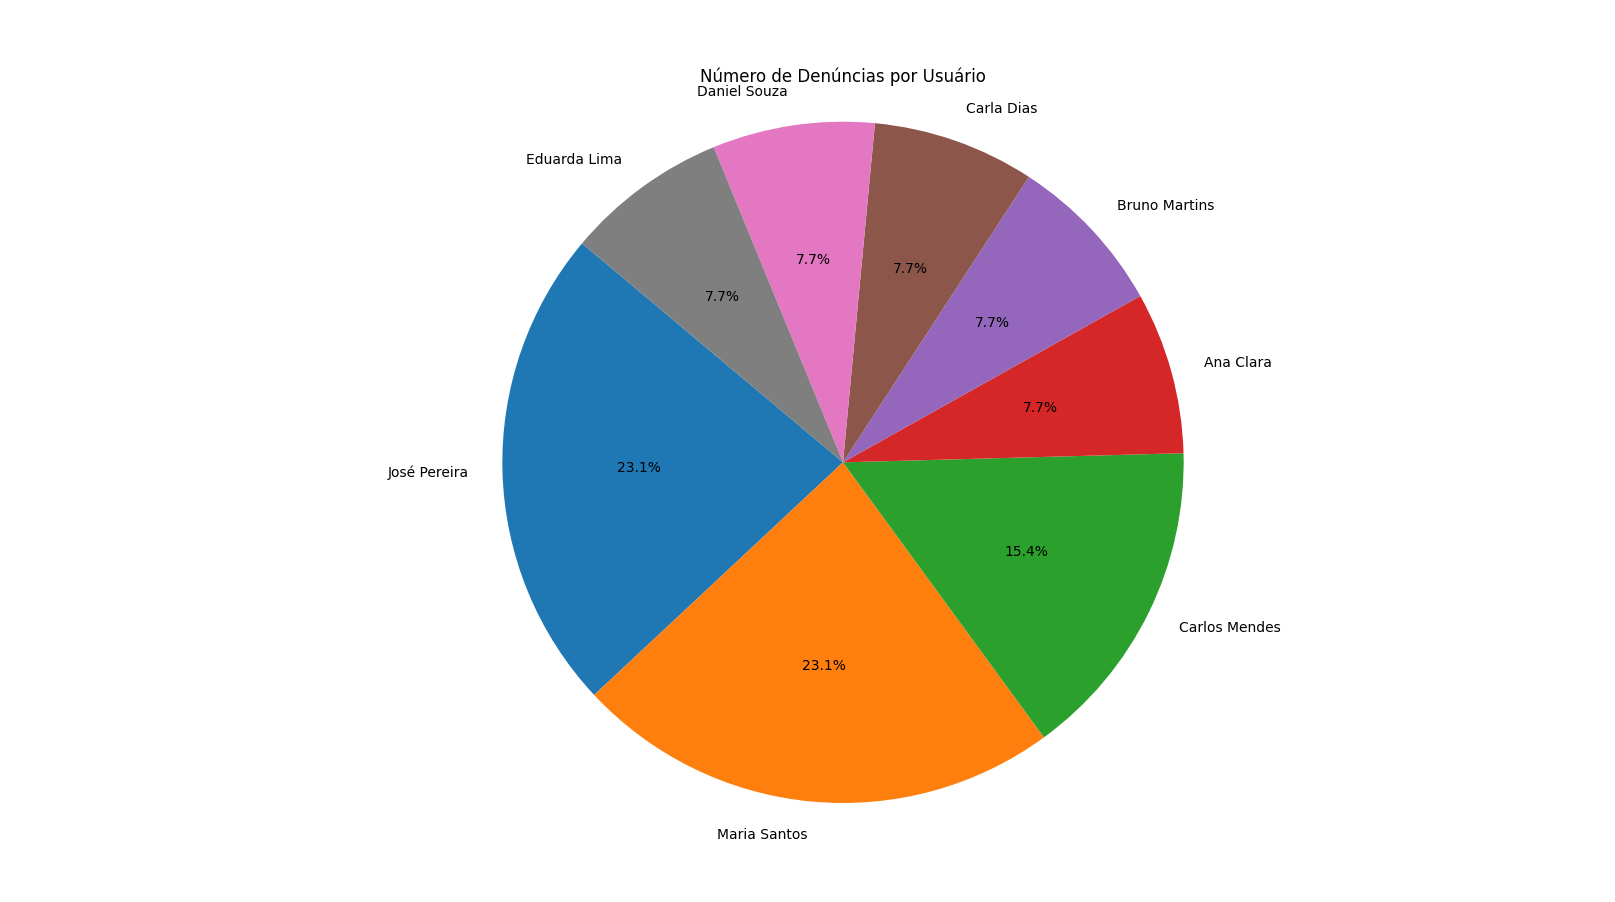 Número de Denúncias por Usuário
Daniel Souza
Carla Dias
Eduarda Lima
Bruno Martins
7.7%
7.7%
7.7%
7.7%
Ana Clara
7.7%
José Pereira
23.1%
15.4%
Carlos Mendes
23.1%
Maria Santos